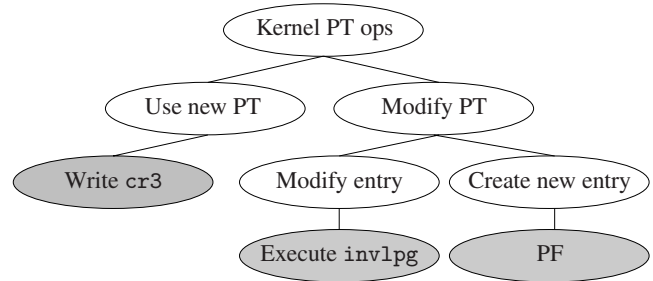 Kernel PT ops
Use new PT
Modify PT
Write cr3
Modify entry
Create new entry
Execute invlpg
PF